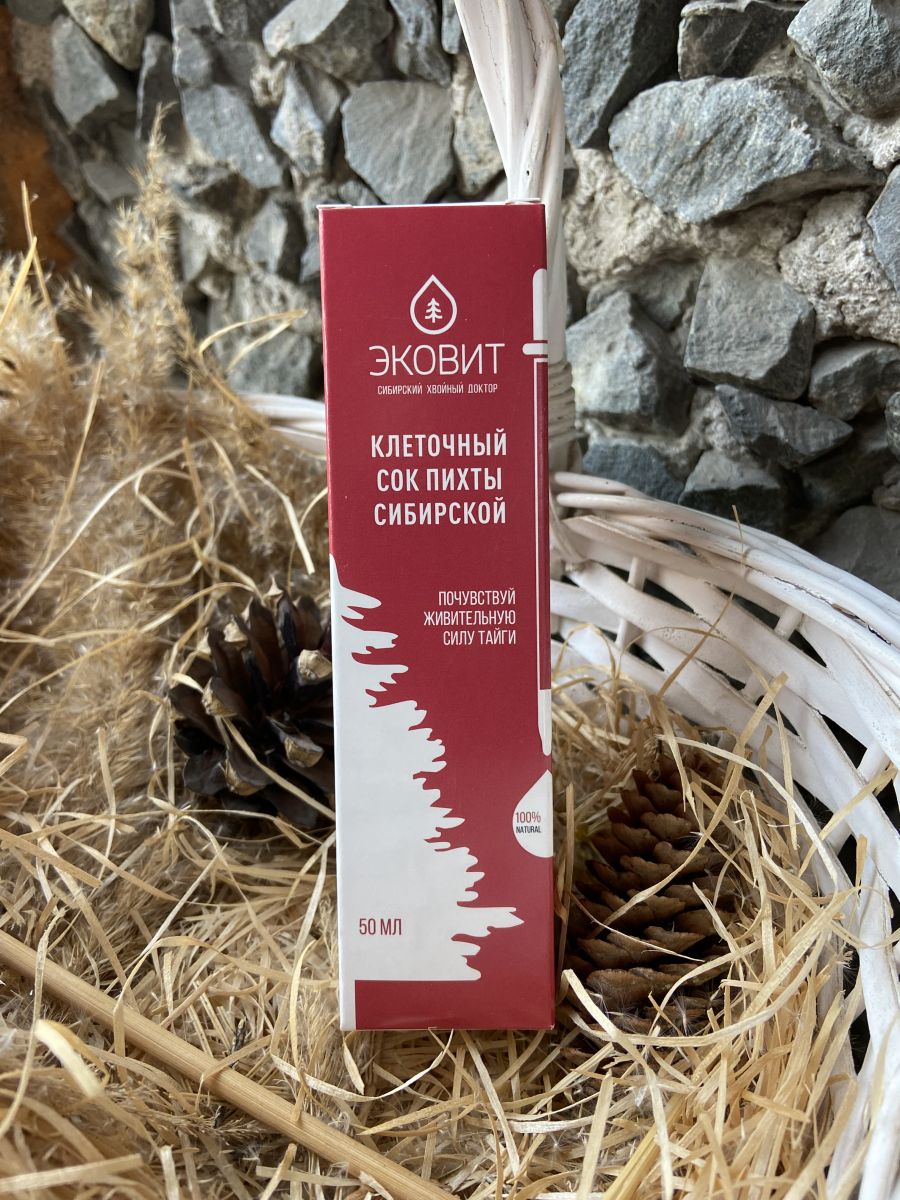 ЭКОВИТ
СИБИРСКИЙ ХВОЙНЫЙ ДОКТОР
КЛЕТОЧНЫЙ
СОК ПИХТЫ
СИБИРСКОЙ
ПОЧУВСТВУЙ
ЖИВИТЕЛЬНУЮ
СИЛУ ТАЙГИ
100%
NATURAL
50 МЛ